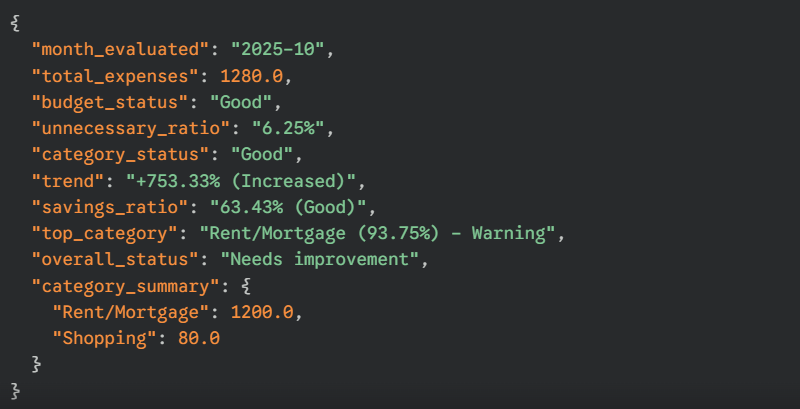 {
  "month_evaluated": "2025-10",
  "total_expenses": 1280.0,
  "budget_status": "Good",
  "unnecessary_ratio": "6.25%",
  "category_status": "Good",
  "trend": "+753.33% (Increased)",
  "savings_ratio": "63.43% (Good)",
  "top_category": "Rent/Mortgage (93.75%) - Warning",
  "overall_status": "Needs improvement",
  "category_summary": {
    "Rent/Mortgage": 1200.0,
    "Shopping": 80.0
  }
}